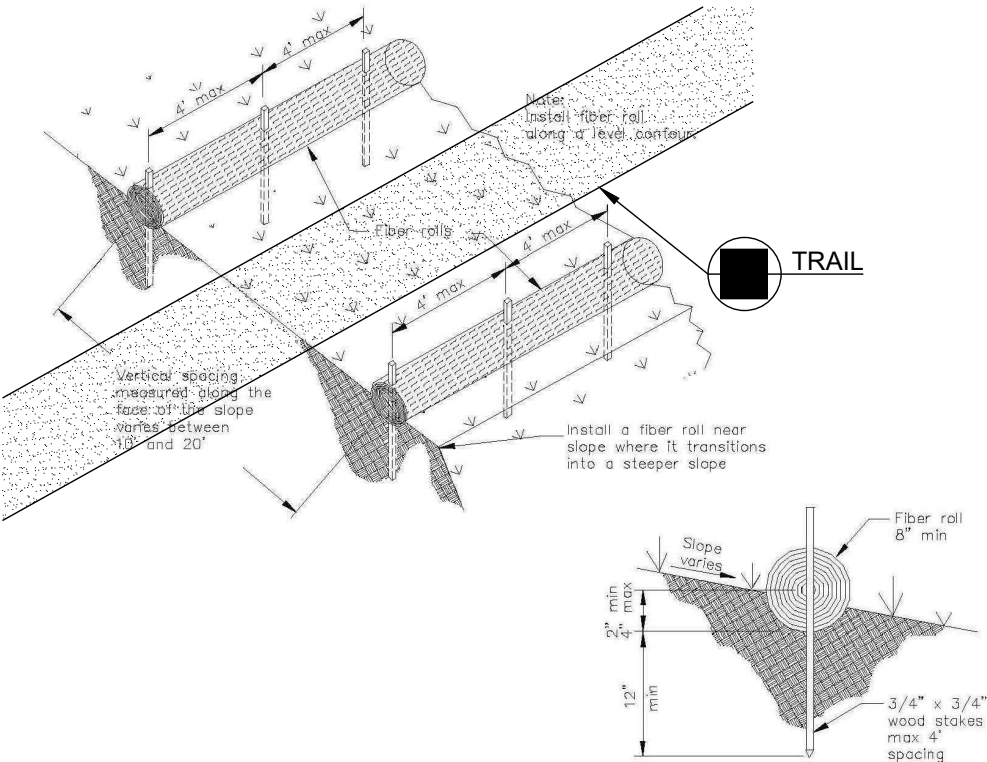 4' max
4' max
Note:
Install fiber roll
along a level contour.
Fiber rolls
4' max
4' max
TRAIL
Vertical spacing
measured along the
face of the slope
varies between
10' and 20'
Install a fiber roll near
slope where it transitions
into a steeper slope
Fiber roll
8" min
Slope
varies
2" min
4" max
12"
min
3/4" x 3/4"
wood stakes
max 4'
spacing